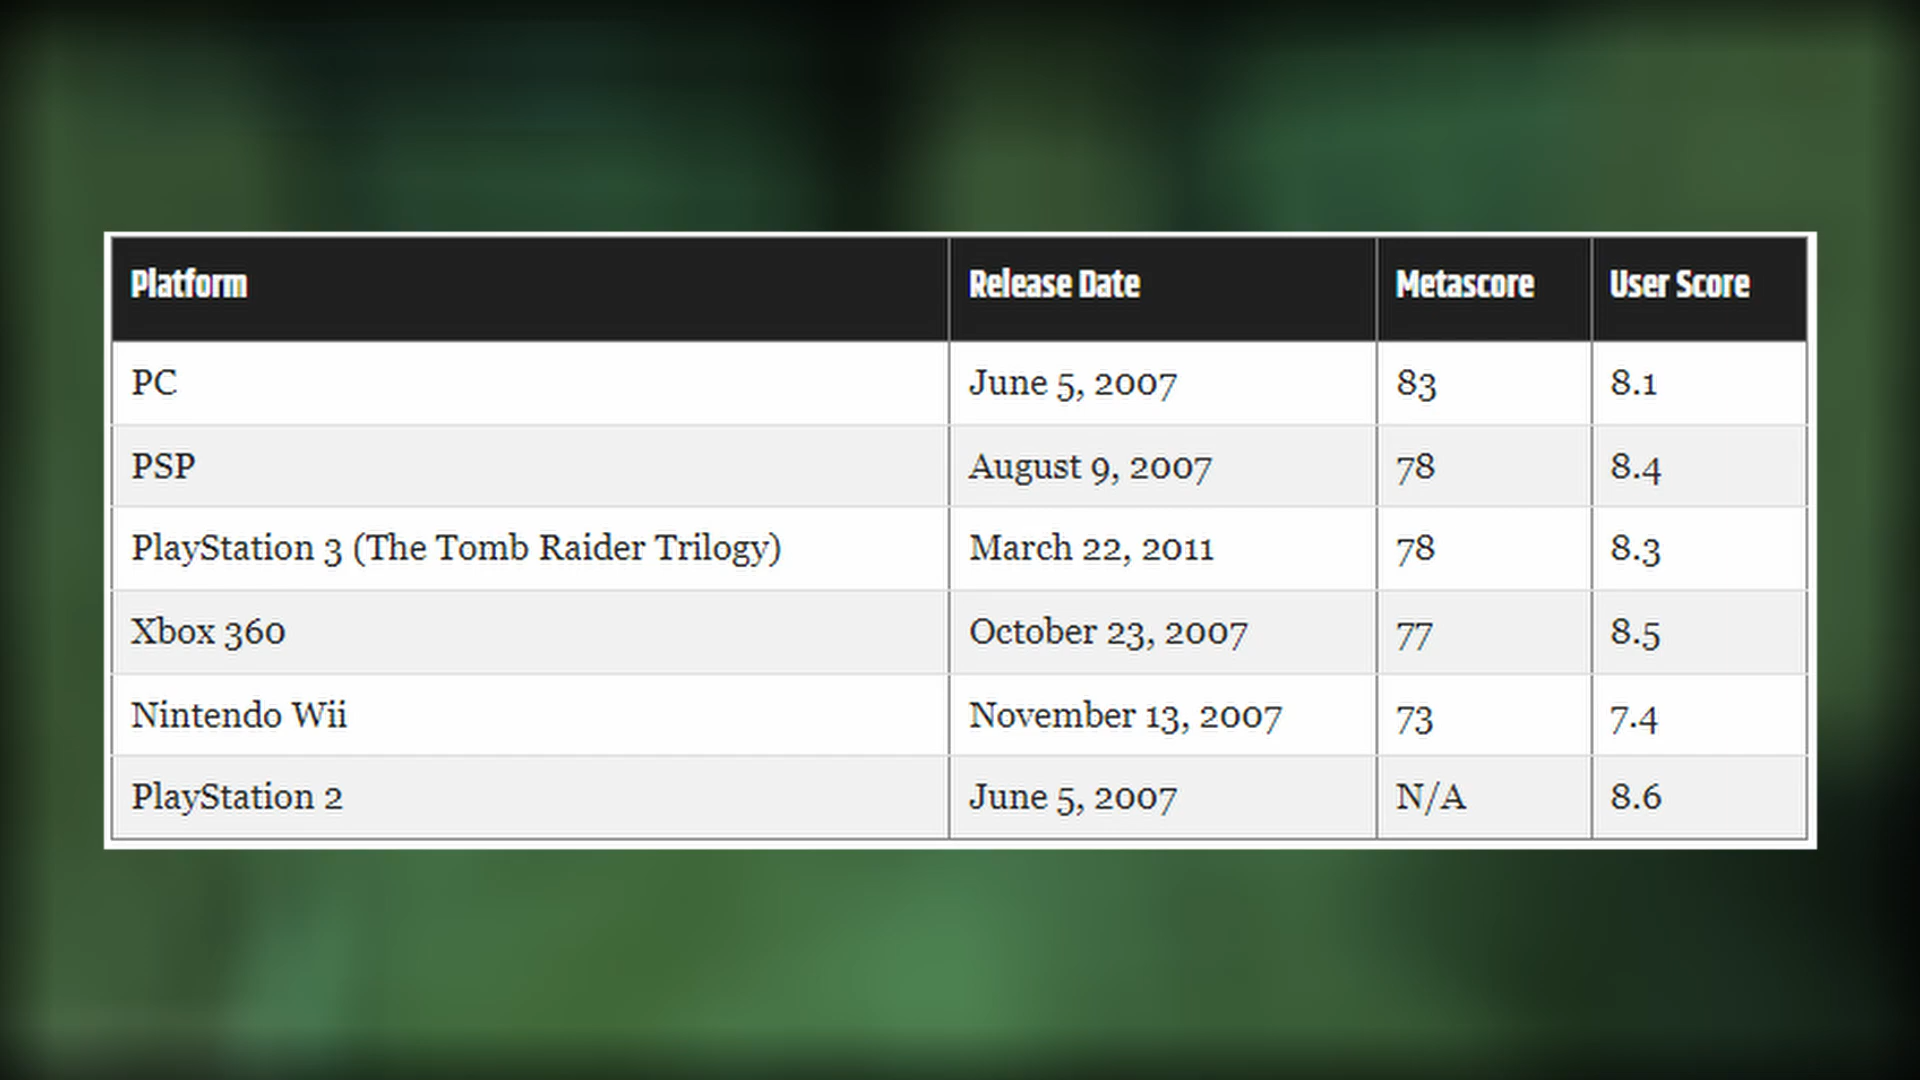 Platform Release Date Metascore User Score
PC June 5, 2007 83 8.1
PSP August 9, 2007 78 8.4
PlayStation 3 (The Tomb Raider Trilogy) March 22, 2011 78 8.3
Xbox 360 October 23, 2007 77 8.5
Nintendo Wii November 13, 2007 73 7.4
PlayStation 2 June 5, 2007 N/A 8.6